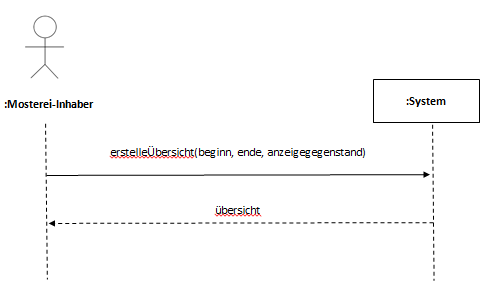 :Mosterei-Inhaber
:System
erstelleÜbersicht(beginn, ende, anzeigegegenstand)
übersicht